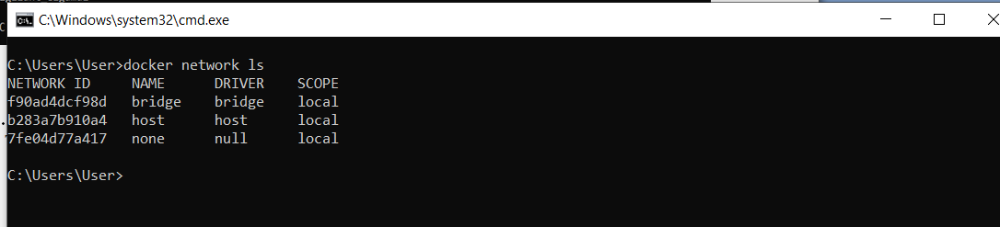 C:\Windows\system32\cmd.exe
C:\Users\User>docker network ls
NETWORK ID     NAME      DRIVER    SCOPE
f90ad4dcf98d   bridge    bridge    local
b283a7b910a4   host      host      local
7fe04d77a417   none      null      local
C:\Users\User>